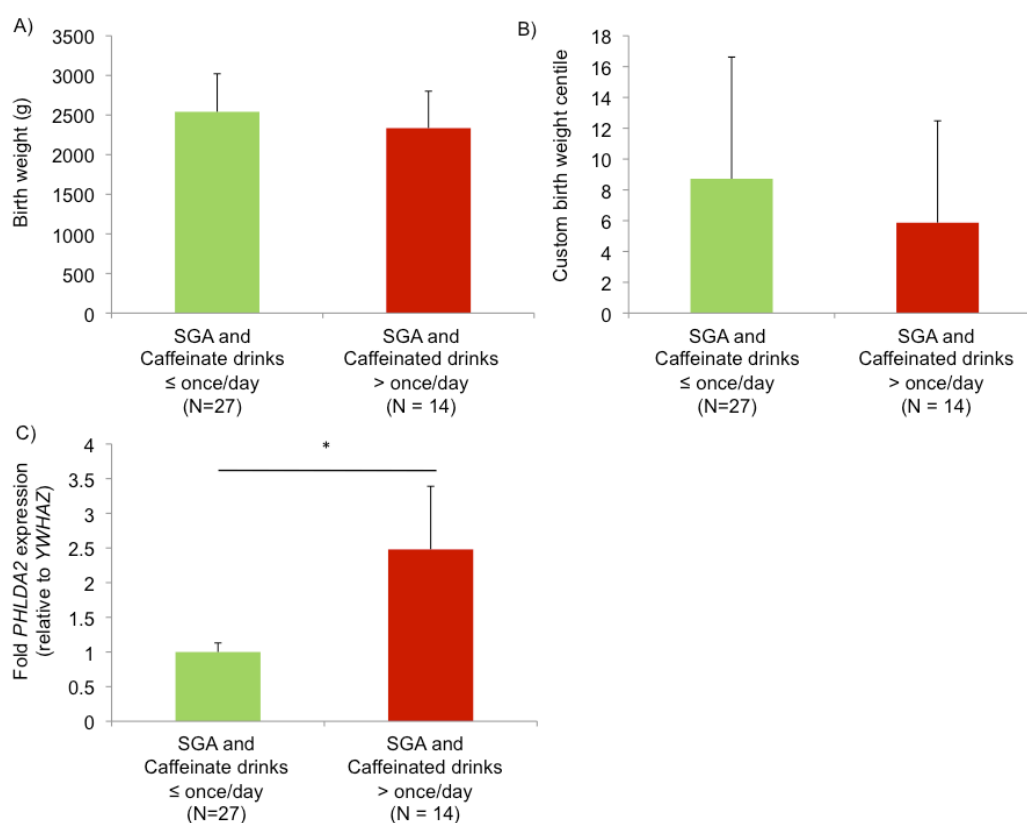 A)
3500
3000
2500
2000
1500
1000
500
0
Birth weight (g)
SGA and
Caffeinate drinks
≤ once/day
(N=27)
SGA and
Caffeinated drinks
> once/day
(N = 14)
B)
18
16
14
12
10
8
6
4
2
0
Custom birth weight centile
SGA and
Caffeinate drinks
≤ once/day
(N=27)
SGA and
Caffeinated drinks
> once/day
(N = 14)
C)
4
3.5
3
2.5
2
1.5
1
0.5
0
Fold PHLDA2 expression
(relative to YWHAZ)
*
SGA and
Caffeinate drinks
≤ once/day
(N=27)
SGA and
Caffeinated drinks
> once/day
(N = 14)